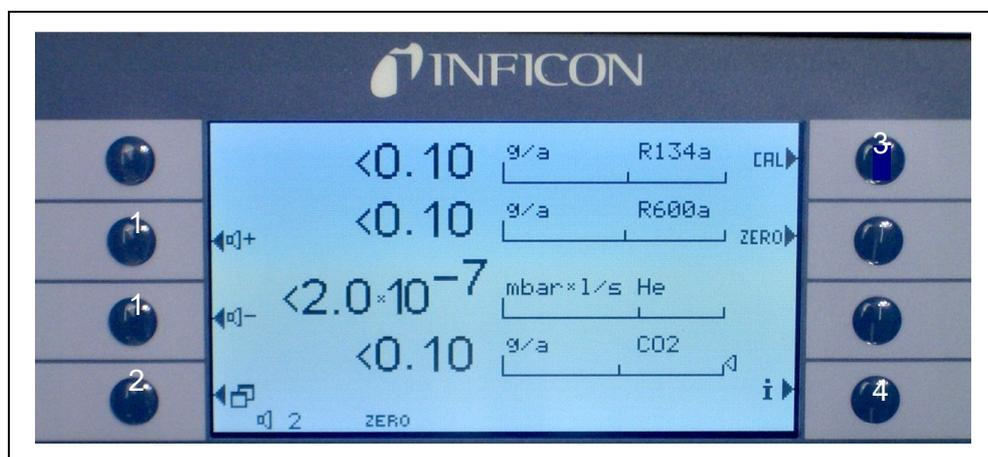 INFICON
<0.10 g/a R134a CAL 3
1 <0.10 g/a R600a ZERO
1 <2.0×10⁻⁷ mbar×l/s He
<0.10 g/a CO2
2 i 4
2 ZERO